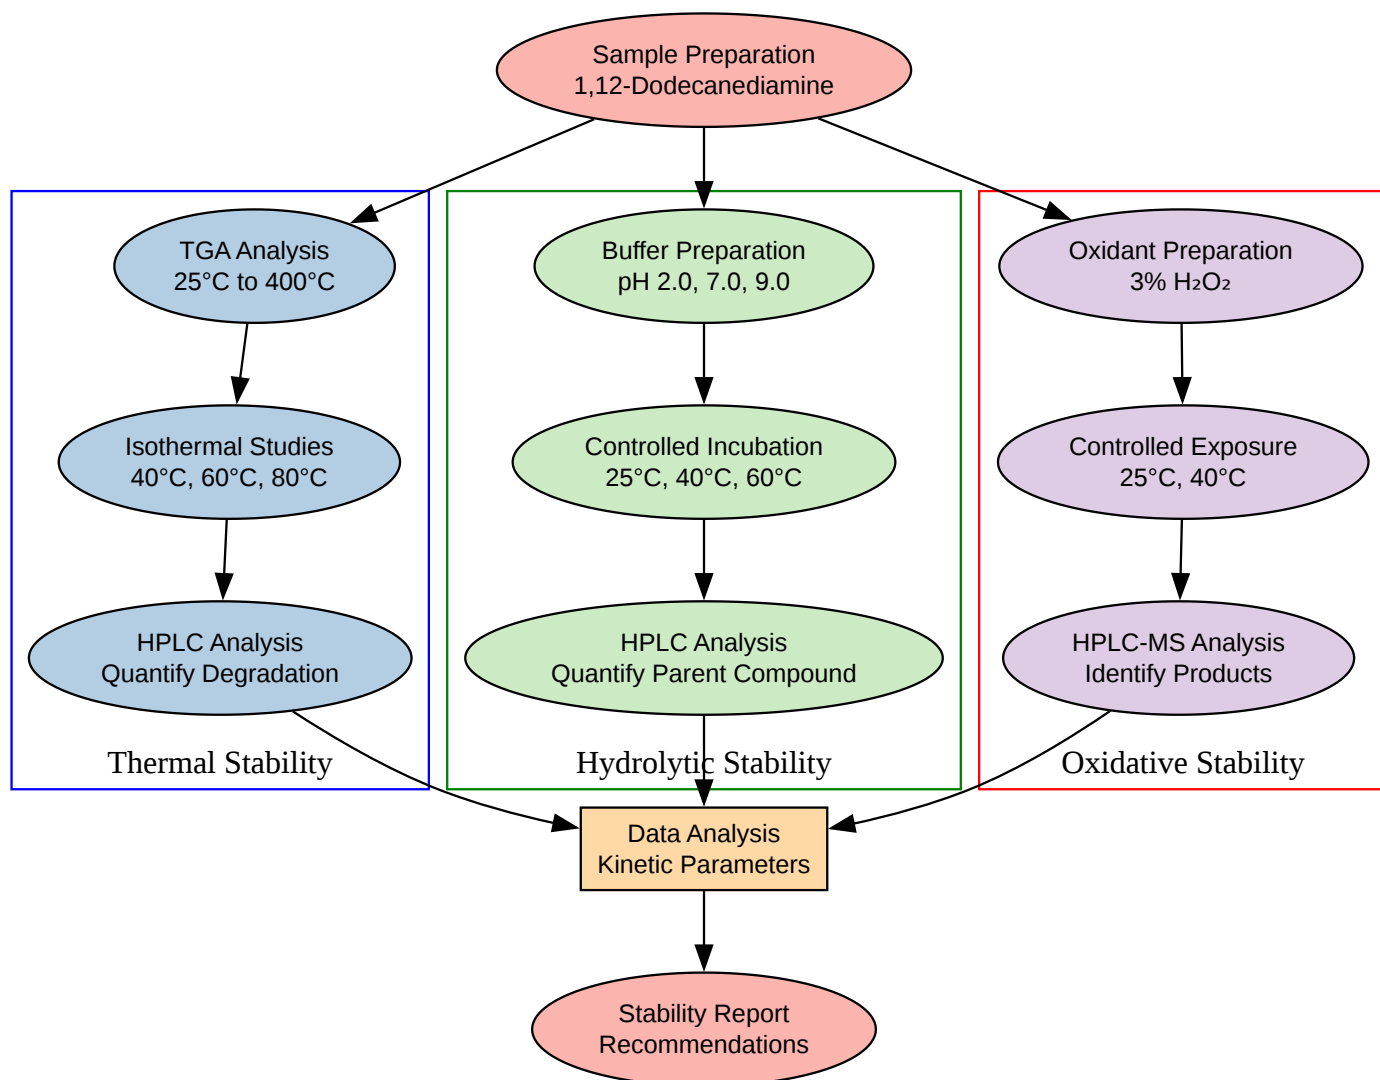 Sample Preparation
1,12-Dodecanediamine
TGA Analysis
25°C to 400°C
Buffer Preparation
pH 2.0, 7.0, 9.0
Oxidant Preparation
3% H₂O₂
Isothermal Studies
40°C, 60°C, 80°C
Controlled Incubation
25°C, 40°C, 60°C
Controlled Exposure
25°C, 40°C
HPLC Analysis
Quantify Degradation
HPLC Analysis
Quantify Parent Compound
HPLC-MS Analysis
Identify Products
Thermal Stability
Hydrolytic Stability
Oxidative Stability
Data Analysis
Kinetic Parameters
Stability Report
Recommendations